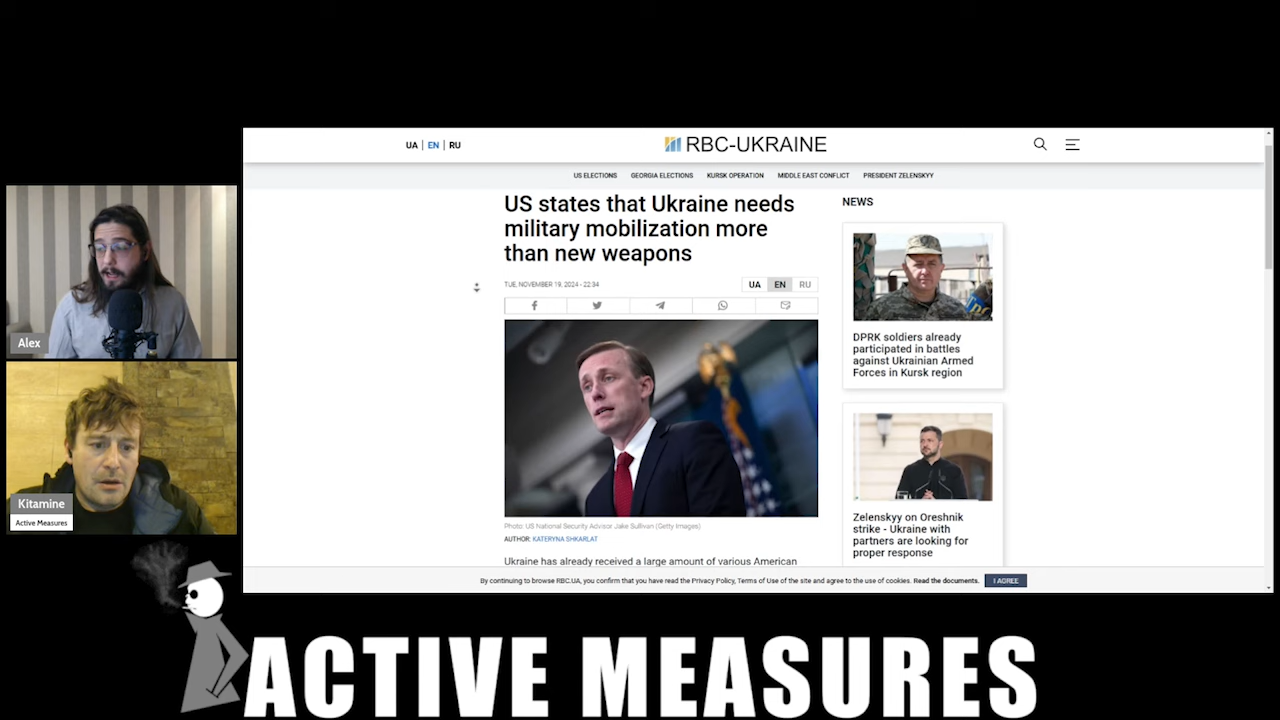 UA | EN | RU
RBC-UKRAINE
US ELECTIONS GEORGIA ELECTIONS KURSK OPERATION MIDDLE EAST CONFLICT PRESIDENT ZELENSKYY
US states that Ukraine needs
military mobilization more
than new weapons
TUE, NOVEMBER 19, 2024 - 22:34
UA EN RU
Photo: US National Security Advisor Jake Sullivan (Getty Images)
AUTHOR: KATERYNA SHKARLAT
Ukraine has already received a large amount of various American
NEWS
DPRK soldiers already
participated in battles
against Ukrainian Armed
Forces in Kursk region
Zelenskyy on Oreshnik
strike - Ukraine with
partners are looking for
proper response
By continuing to browse RBC.UA, you confirm that you have read the Privacy Policy, Terms of Use of the site and agree to the use of cookies. Read the documents. I AGREE
Alex
Kitamine
Active Measures
ACTIVE MEASURES